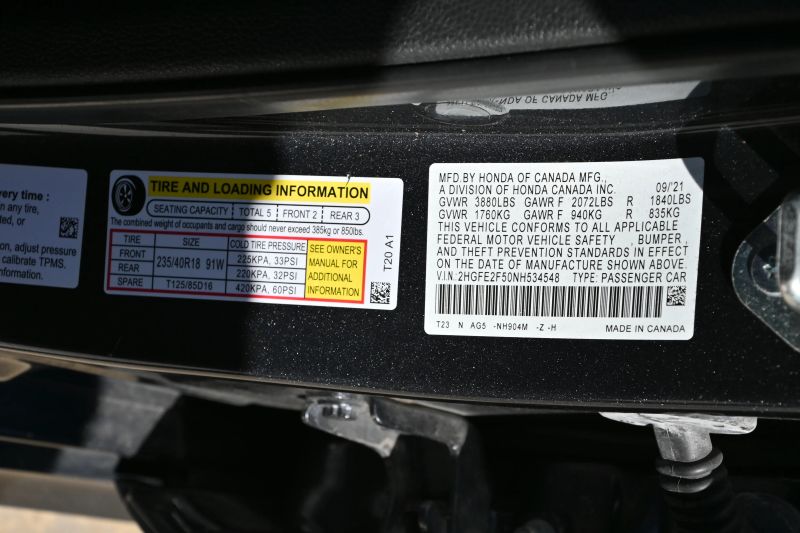 very time :
n any tire,
ted, or
n
ion, adjust pressure
calibrate TPMS.
TIRE AND LOADING INFORMATION
SEATING CAPACITY TOTAL 5 FRONT 2 REAR 3
The combined weight of occupants and cargo should never exceed 385kg or 850lbs.
TIRE SIZE COLD TIRE PRESSURE
FRONT 235/40R18 91W 225KPA, 33PSI
REAR 220KPA, 32PSI
SPARE T125/85D16 420KPA, 60PSI
SEE OWNER'S
MANUAL FOR
ADDITIONAL
INFORMATION
T20 A1
MFD.BY HONDA OF CANADA MFG.,
A DIVISION OF HONDA CANADA INC. 09/'21
GVWR 3880LBS GAWR F 2072LBS R 1840LBS
GVWR 1760KG GAWR F 940KG R 835KG
THIS VEHICLE CONFORMS TO ALL APPLICABLE
FEDERAL MOTOR VEHICLE SAFETY , BUMPER ,
AND THEFT PREVENTION STANDARDS IN EFFECT
ON THE DATE OF MANUFACTURE SHOWN ABOVE.
V.I.N: 2HGFE2F50NH534548 TYPE: PASSENGER CAR
T23 N AG5 -NH904M -Z -H MADE IN CANADA